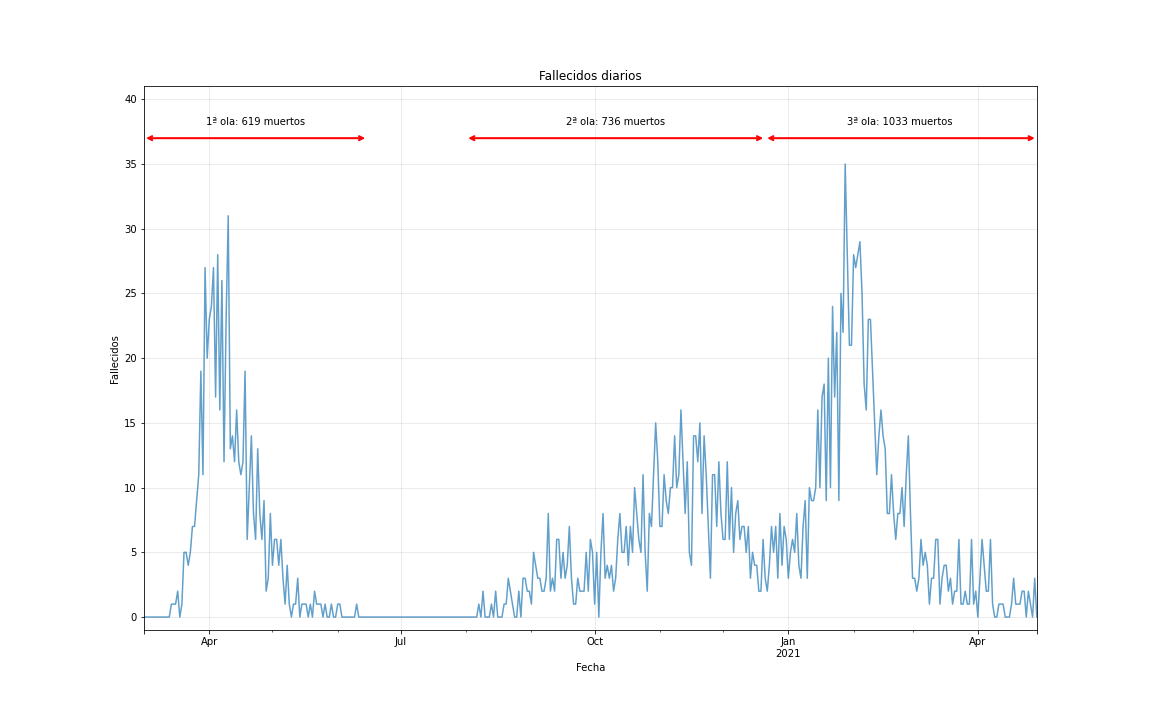 Fallecidos diarios
40
1ª ola: 619 muertos
2ª ola: 736 muertos
3ª ola: 1033 muertos
35
30
25
20
15
10
5
0
Fallecidos
Apr
Jul
Oct
Jan
2021
Apr
Fecha